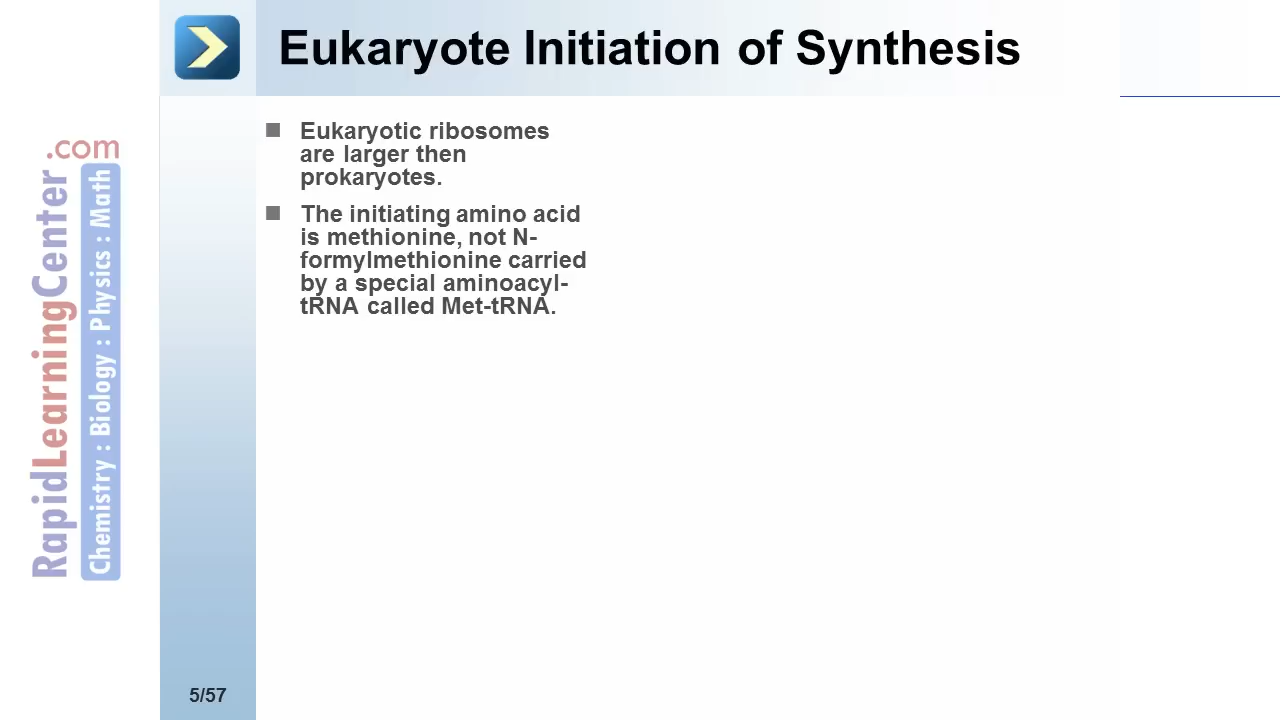 Eukaryote Initiation of Synthesis
Eukaryotic ribosomes
are larger then
prokaryotes.
The initiating amino acid
is methionine, not N-
formylmethionine carried
by a special aminoacyl-
tRNA called Met-tRNA.
RapidLearningCenter.com
Chemistry : Biology : Physics : Math
5/57